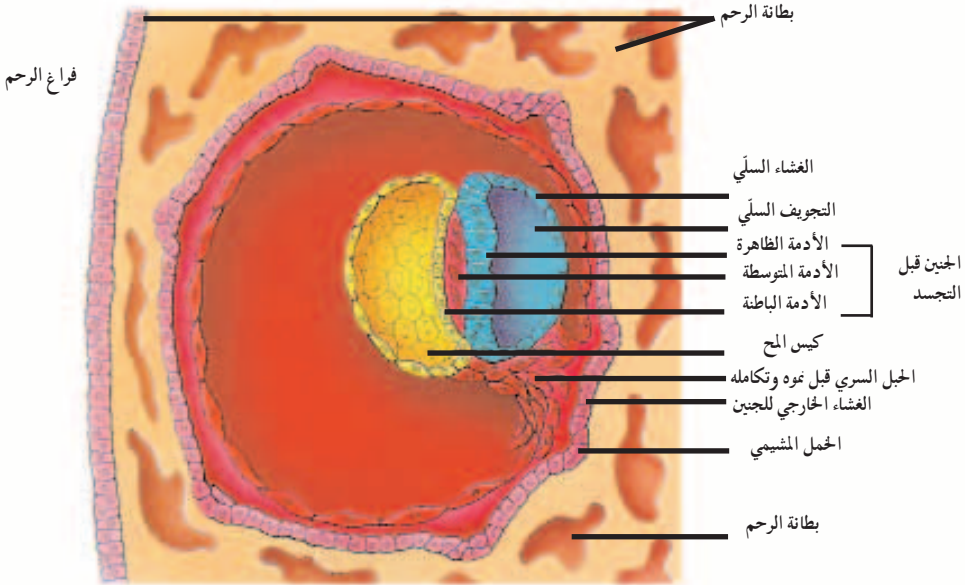 بطانة الرحم
فراغ الرحم
الغشاء السلّي
التجويف السلّي
الأدمة الظاهرة
الأدمة المتوسطة
الأدمة الباطنة
الجنين قبل
التجسد
كيس المح
الحبل السري قبل نموه وتكامله
الغشاء الخارجي للجنين
الخمل المشيمي
بطانة الرحم